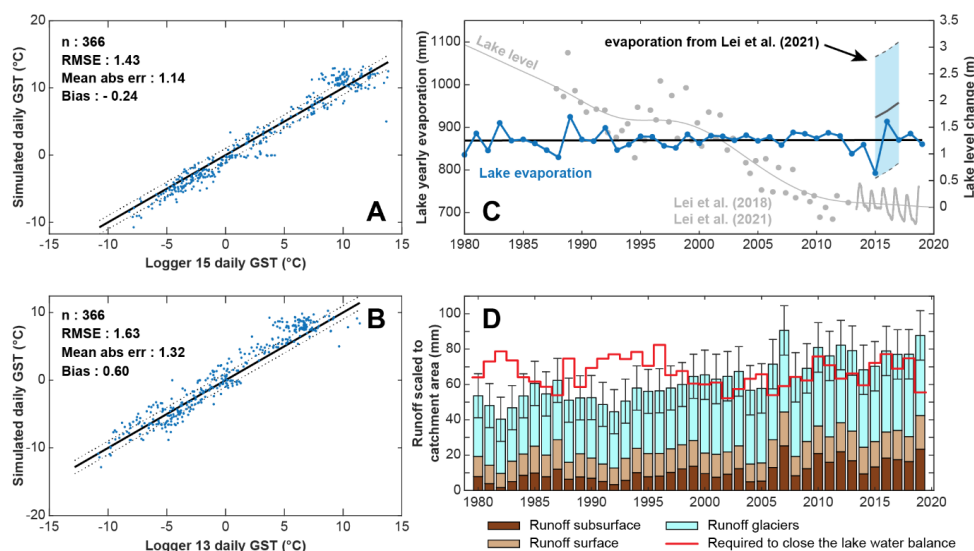 20
10
0
-10
-15
-10
-5
0
5
10
15
Simulated daily GST (°C)
Logger 15 daily GST (°C)
n : 366
RMSE : 1.43
Mean abs err : 1.14
Bias : - 0.24
A
1100
1000
900
800
700
Lake yearly evaporation (mm)
3.5
3
2.5
2
1.5
1
0.5
0
Lake level change (m)
1980
1985
1990
1995
2000
2005
2010
2015
2020
Lake level
evaporation from Lei et al. (2021)
Lake evaporation
Lei et al. (2018)
Lei et al. (2021)
C
10
0
-10
-20
-15
-10
-5
0
5
10
15
Simulated daily GST (°C)
Logger 13 daily GST (°C)
n : 366
RMSE : 1.63
Mean abs err : 1.32
Bias : 0.60
B
100
80
60
40
20
0
Runoff scaled to
catchment area (mm)
1980
1985
1990
1995
2000
2005
2010
2015
2020
D
Runoff subsurface
Runoff surface
Runoff glaciers
Required to close the lake water balance